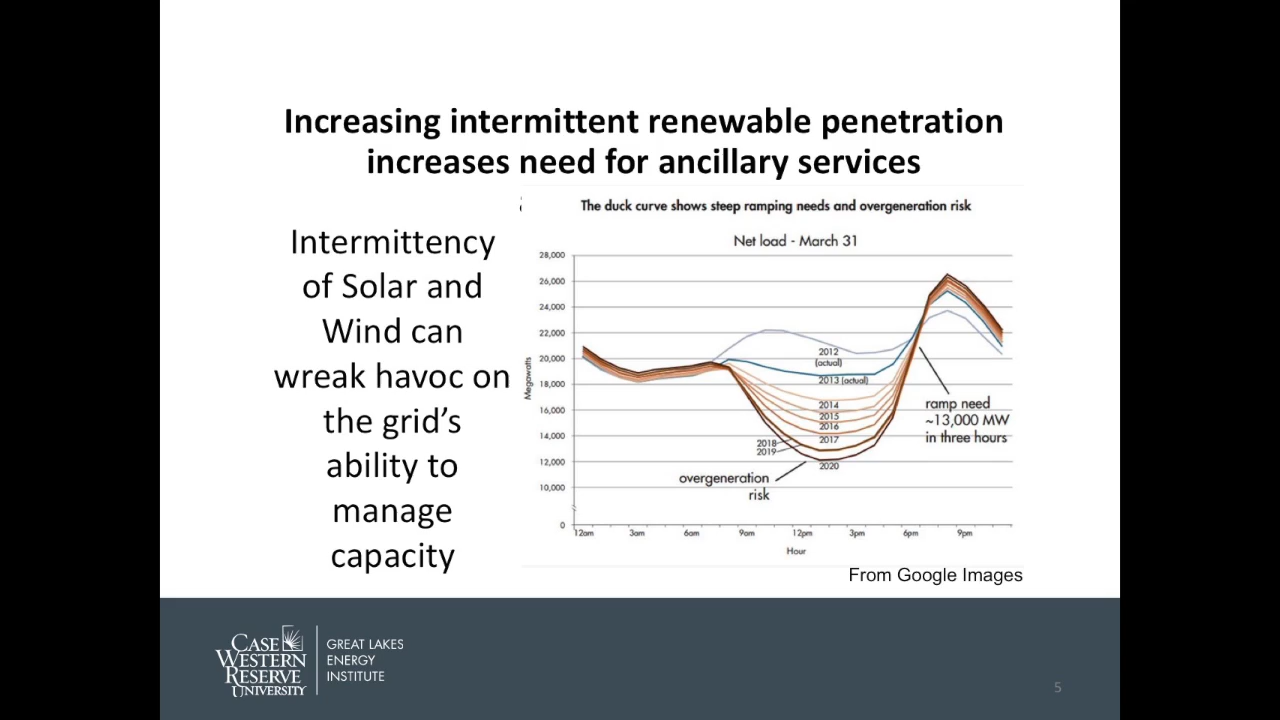 Increasing intermittent renewable penetration
increases need for ancillary services
Intermittency
of Solar and
Wind can
wreak havoc on
the grid's
ability to
manage
capacity
The duck curve shows steep ramping needs and overgeneration risk
Net load - March 31
Megawatts
28,000
26,000
24,000
22,000
20,000
18,000
16,000
14,000
12,000
10,000
0
2012
(actual)
2013 (actual)
2014
2015
2016
2017
2018
2019
2020
ramp need
~13,000 MW
in three hours
overgeneration
risk
12am 3am 6am 9am 12pm 3pm 6pm 9pm
Hour
From Google Images
CASE
WESTERN
RESERVE
UNIVERSITY
GREAT LAKES
ENERGY
INSTITUTE
5